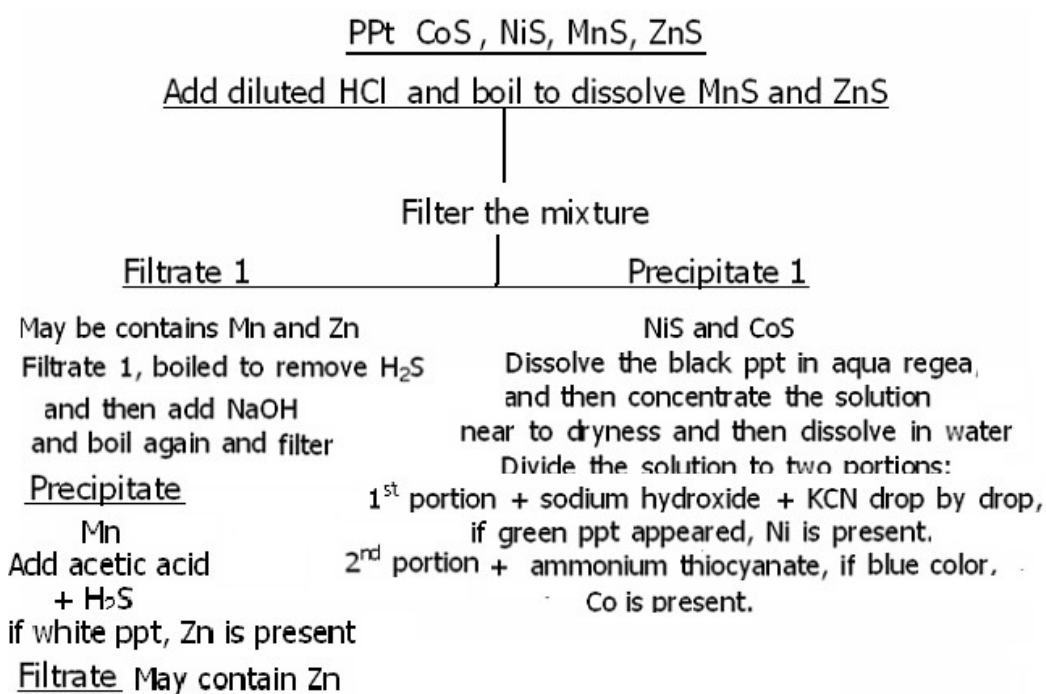 PPt CoS , NiS, MnS, ZnS
Add diluted HCl and boil to dissolve MnS and ZnS
Filter the mixture
Filtrate 1
May be contains Mn and Zn
Filtrate 1, boiled to remove H₂S
and then add NaOH
and boil again and filter
Precipitate
Mn
Add acetic acid
+ H₂S
if white ppt, Zn is present
Filtrate May contain Zn
Precipitate 1
NiS and CoS
Dissolve the black ppt in aqua regea,
and then concentrate the solution
near to dryness and then dissolve in water
Divide the solution to two portions:
1st portion + sodium hydroxide + KCN drop by drop,
if green ppt appeared, Ni is present.
2nd portion + ammonium thiocyanate, if blue color,
Co is present.